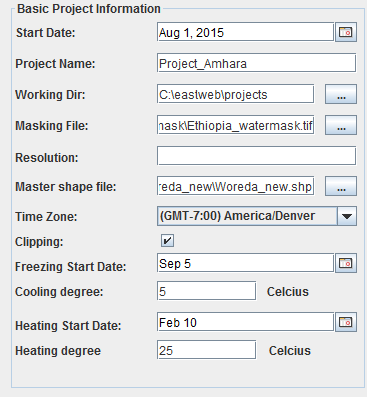 Basic Project Information
Start Date: Aug 1, 2015
Project Name: Project_Amhara
Working Dir: C:\eastweb\projects ...
Masking File: mask\Ethiopia_watermask.tif ...
Resolution:
Master shape file: reda_new\Woreda_new.shp ...
Time Zone: (GMT-7:00) America/Denver
Clipping:
Freezing Start Date: Sep 5
Cooling degree: 5 Celcius
Heating Start Date: Feb 10
Heating degree 25 Celcius